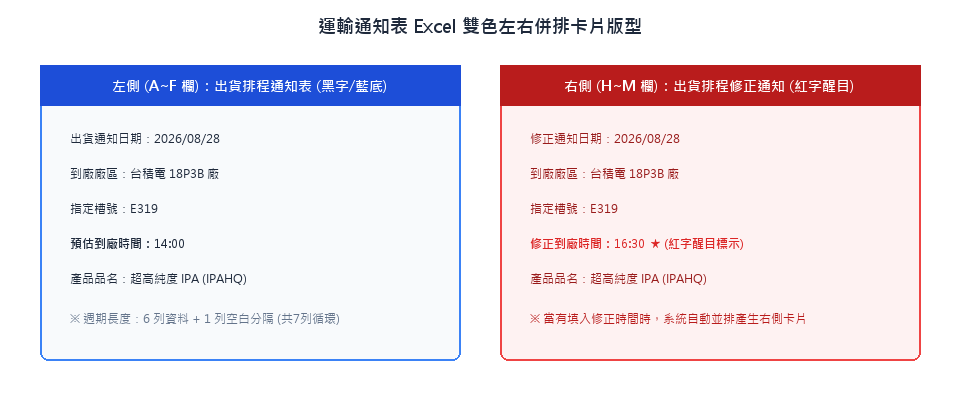 運輸通知表 Excel 雙色左右併排卡片版型
左側 (A~F 欄)：出貨排程通知表 (黑字/藍底)
出貨通知日期：2026/08/28
到廠廠區：台積電 18P3B 廠
指定槽號：E319
預估到廠時間：14:00
產品品名：超高純度 IPA (IPAHQ)
※ 週期長度：6 列資料 + 1 列空白分隔 (共7列循環)
右側 (H~M 欄)：出貨排程修正通知 (紅字醒目)
修正通知日期：2026/08/28
到廠廠區：台積電 18P3B 廠
指定槽號：E319
修正到廠時間：16:30 ★ (紅字醒目標示)
產品品名：超高純度 IPA (IPAHQ)
※ 當有填入修正時間時，系統自動並排產生右側卡片